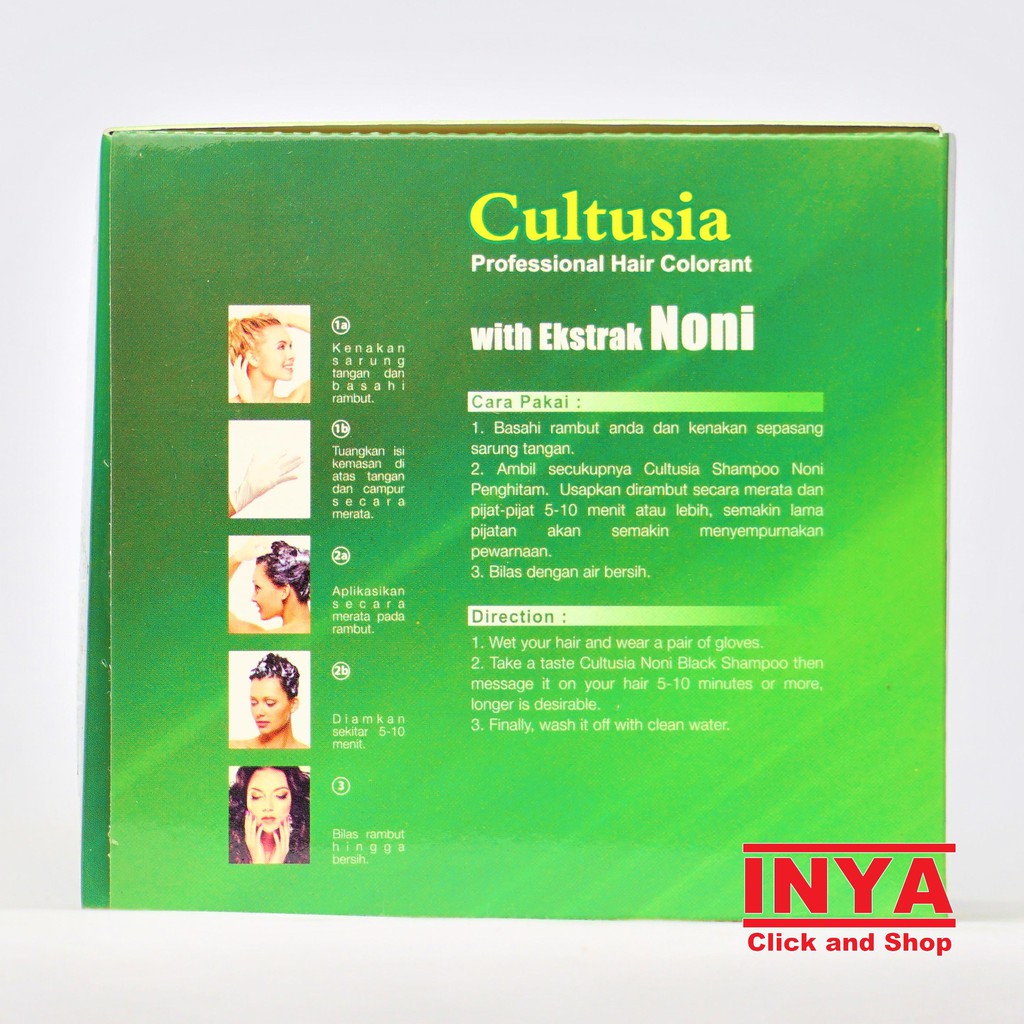 Cultusia
Professional Hair Colorant
with Ekstrak Noni
1a
Kenakan
sarung
tangan dan
basahi
rambut.
1b
Tuangkan isi
kemasan di
atas tangan
dan campur
secara
merata.
2a
Aplikasikan
secara
merata pada
rambut.
2b
Diamkan
sekitar 5-10
menit.
3
Bilas rambut
hingga
bersih.
Cara Pakai :
1. Basahi rambut anda dan kenakan sepasang
sarung tangan.
2. Ambil secukupnya Cultusia Shampoo Noni
Penghitam. Usapkan dirambut secara merata dan
pijat-pijat 5-10 menit atau lebih, semakin lama
pijatan akan semakin menyempurnakan
pewarnaan.
3. Bilas dengan air bersih.
Direction :
1. Wet your hair and wear a pair of gloves.
2. Take a taste Cultusia Noni Black Shampoo then
message it on your hair 5-10 minutes or more,
longer is desirable.
3. Finally, wash it off with clean water.
INYA
Click and Shop